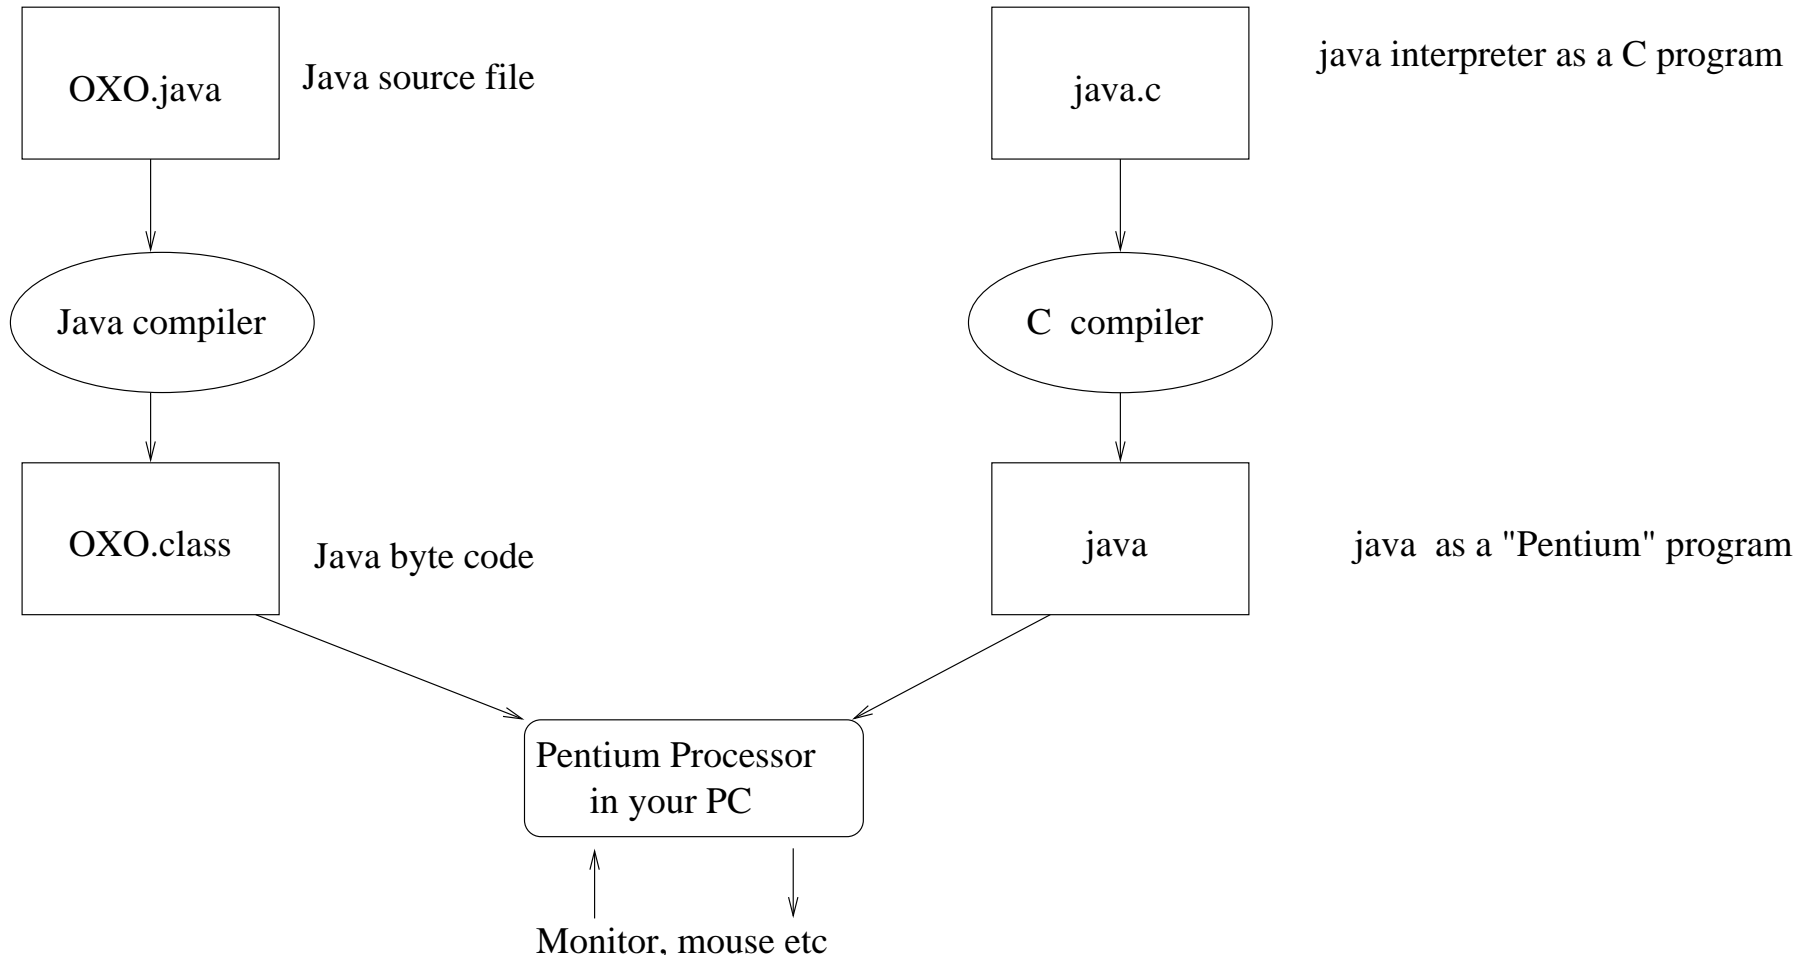 OXO.java
Java source file
java.c
java interpreter as a C program
Java compiler
C compiler
OXO.class
Java byte code
java
java as a "Pentium" program
Pentium Processor
in your PC
Monitor, mouse etc